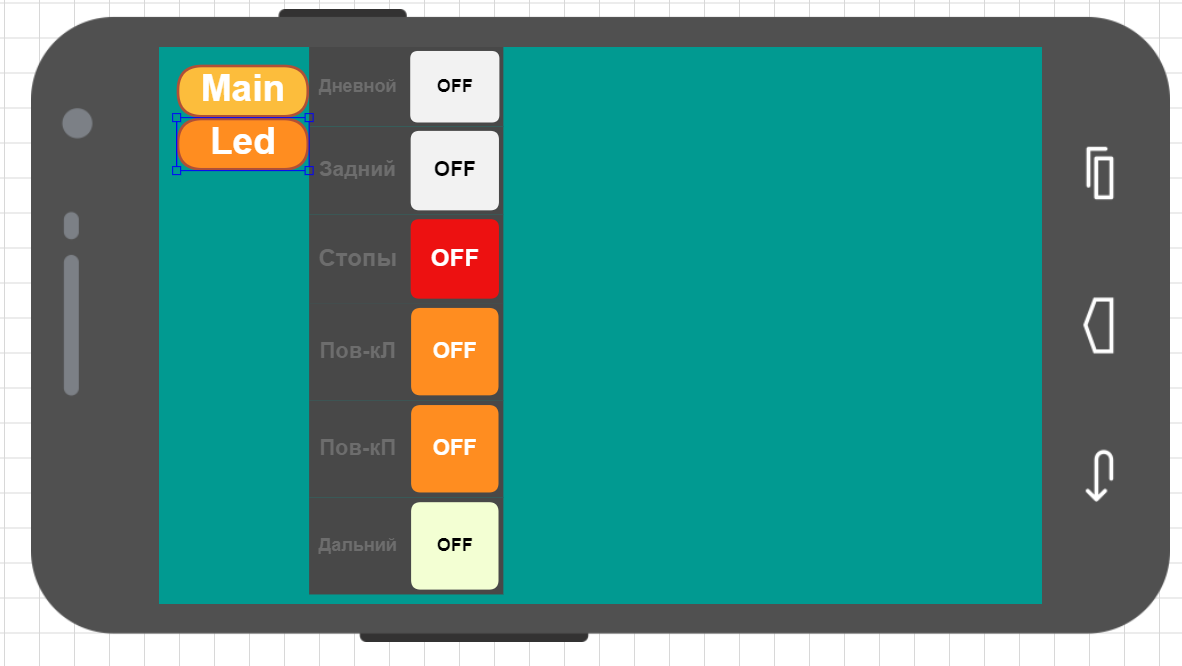 Main
Led
Дневной OFF
Задний OFF
Стопы OFF
Пов-кЛ OFF
Пов-кП OFF
Дальний OFF